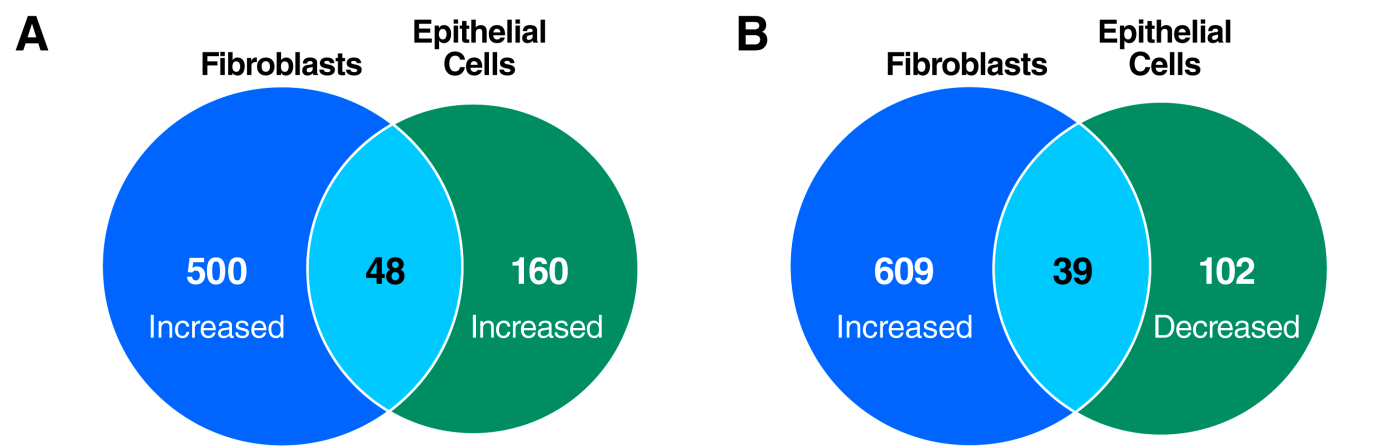 A
Fibroblasts
Epithelial
Cells
500
Increased
48
160
Increased
B
Fibroblasts
Epithelial
Cells
609
Increased
39
102
Decreased